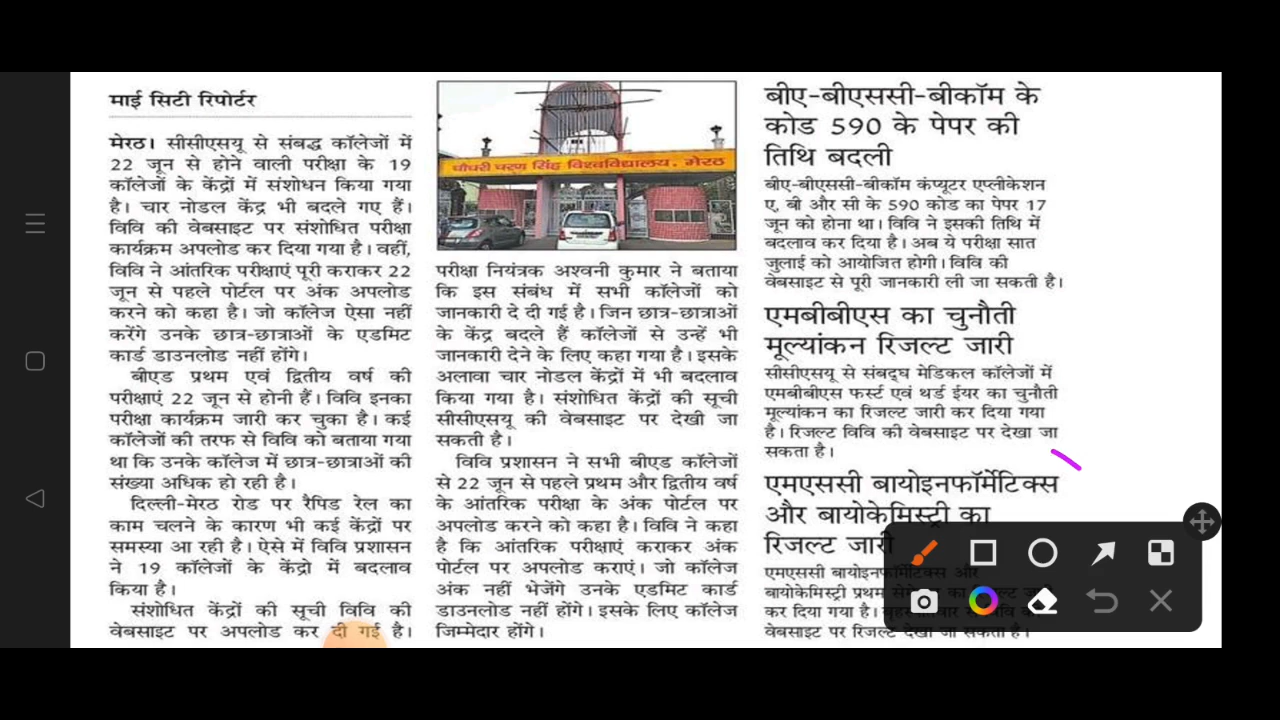 माई सिटी रिपोर्टर
मेरठ। सीसीएसयू से संबद्ध कॉलेजों में
22 जून से होने वाली परीक्षा के 19
कॉलेजों के केंद्रों में संशोधन किया गया
है। चार नोडल केंद्र भी बदले गए हैं।
विवि की वेबसाइट पर संशोधित परीक्षा
कार्यक्रम अपलोड कर दिया गया है। वहीं,
विवि ने आंतरिक परीक्षाएं पूरी कराकर 22
जून से पहले पोर्टल पर अंक अपलोड
करने को कहा है। जो कॉलेज ऐसा नहीं
करेंगे उनके छात्र-छात्राओं के एडमिट
कार्ड डाउनलोड नहीं होंगे।
बीएड प्रथम एवं द्वितीय वर्ष की
परीक्षाएं 22 जून से होनी हैं। विवि इनका
परीक्षा कार्यक्रम जारी कर चुका है। कई
कॉलेजों की तरफ से विवि को बताया गया
था कि उनके कॉलेज में छात्र-छात्राओं की
संख्या अधिक हो रही है।
दिल्ली-मेरठ रोड पर रैपिड रेल का
काम चलने के कारण भी कई केंद्रों पर
समस्या आ रही है। ऐसे में विवि प्रशासन
ने 19 कॉलेजों के केंद्रो में बदलाव
किया है।
संशोधित केंद्रों की सूची विवि की
वेबसाइट पर अपलोड कर दी गई है।
चौधरी चरण सिंह विश्वविद्यालय, मेरठ
परीक्षा नियंत्रक अश्वनी कुमार ने बताया
कि इस संबंध में सभी कॉलेजों को
जानकारी दे दी गई है। जिन छात्र-छात्राओं
के केंद्र बदले हैं कॉलेजों से उन्हें भी
जानकारी देने के लिए कहा गया है। इसके
अलावा चार नोडल केंद्रों में भी बदलाव
किया गया है। संशोधित केंद्रों की सूची
सीसीएसयू की वेबसाइट पर देखी जा
सकती है।
विवि प्रशासन ने सभी बीएड कॉलेजों
से 22 जून से पहले प्रथम और द्वितीय वर्ष
के आंतरिक परीक्षा के अंक पोर्टल पर
अपलोड करने को कहा है। विवि ने कहा
है कि आंतरिक परीक्षाएं कराकर अंक
पोर्टल पर अपलोड कराएं। जो कॉलेज
अंक नहीं भेजेंगे उनके एडमिट कार्ड
डाउनलोड नहीं होंगे। इसके लिए कॉलेज
जिम्मेदार होंगे।
बीए-बीएससी-बीकॉम के
कोड 590 के पेपर की
तिथि बदली
बीए-बीएससी-बीकॉम कंप्यूटर एप्लीकेशन
ए, बी और सी के 590 कोड का पेपर 17
जून को होना था। विवि ने इसकी तिथि में
बदलाव कर दिया है। अब ये परीक्षा सात
जुलाई को आयोजित होगी। विवि की
वेबसाइट से पूरी जानकारी ली जा सकती है।
एमबीबीएस का चुनौती
मूल्यांकन रिजल्ट जारी
सीसीएसयू से संबद्ध मेडिकल कॉलेजों में
एमबीबीएस फर्स्ट एवं थर्ड ईयर का चुनौती
मूल्यांकन का रिजल्ट जारी कर दिया गया
है। रिजल्ट विवि की वेबसाइट पर देखा जा
सकता है।
एमएससी बायोइनफॉर्मेटिक्स
और बायोकेमिस्ट्री का
रिजल्ट जारी
एमएससी बायोइनफॉर्मेटिक्स और
बायोकेमिस्ट्री प्रथम
कर दिया गया है।
वेबसाइट पर रिजल्ट देखा जा सकता है।